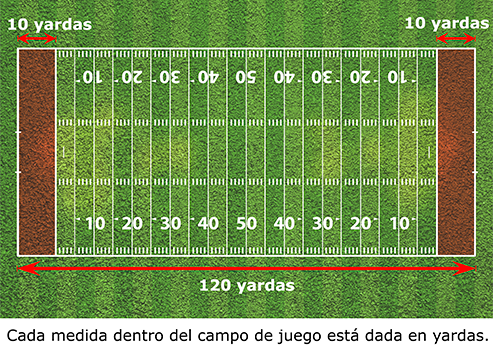 10 yardas 10 yardas
10 20 30 40 50 40 30 20 10
10 20 30 40 50 40 30 20 10
120 yardas
Cada medida dentro del campo de juego está dada en yardas.